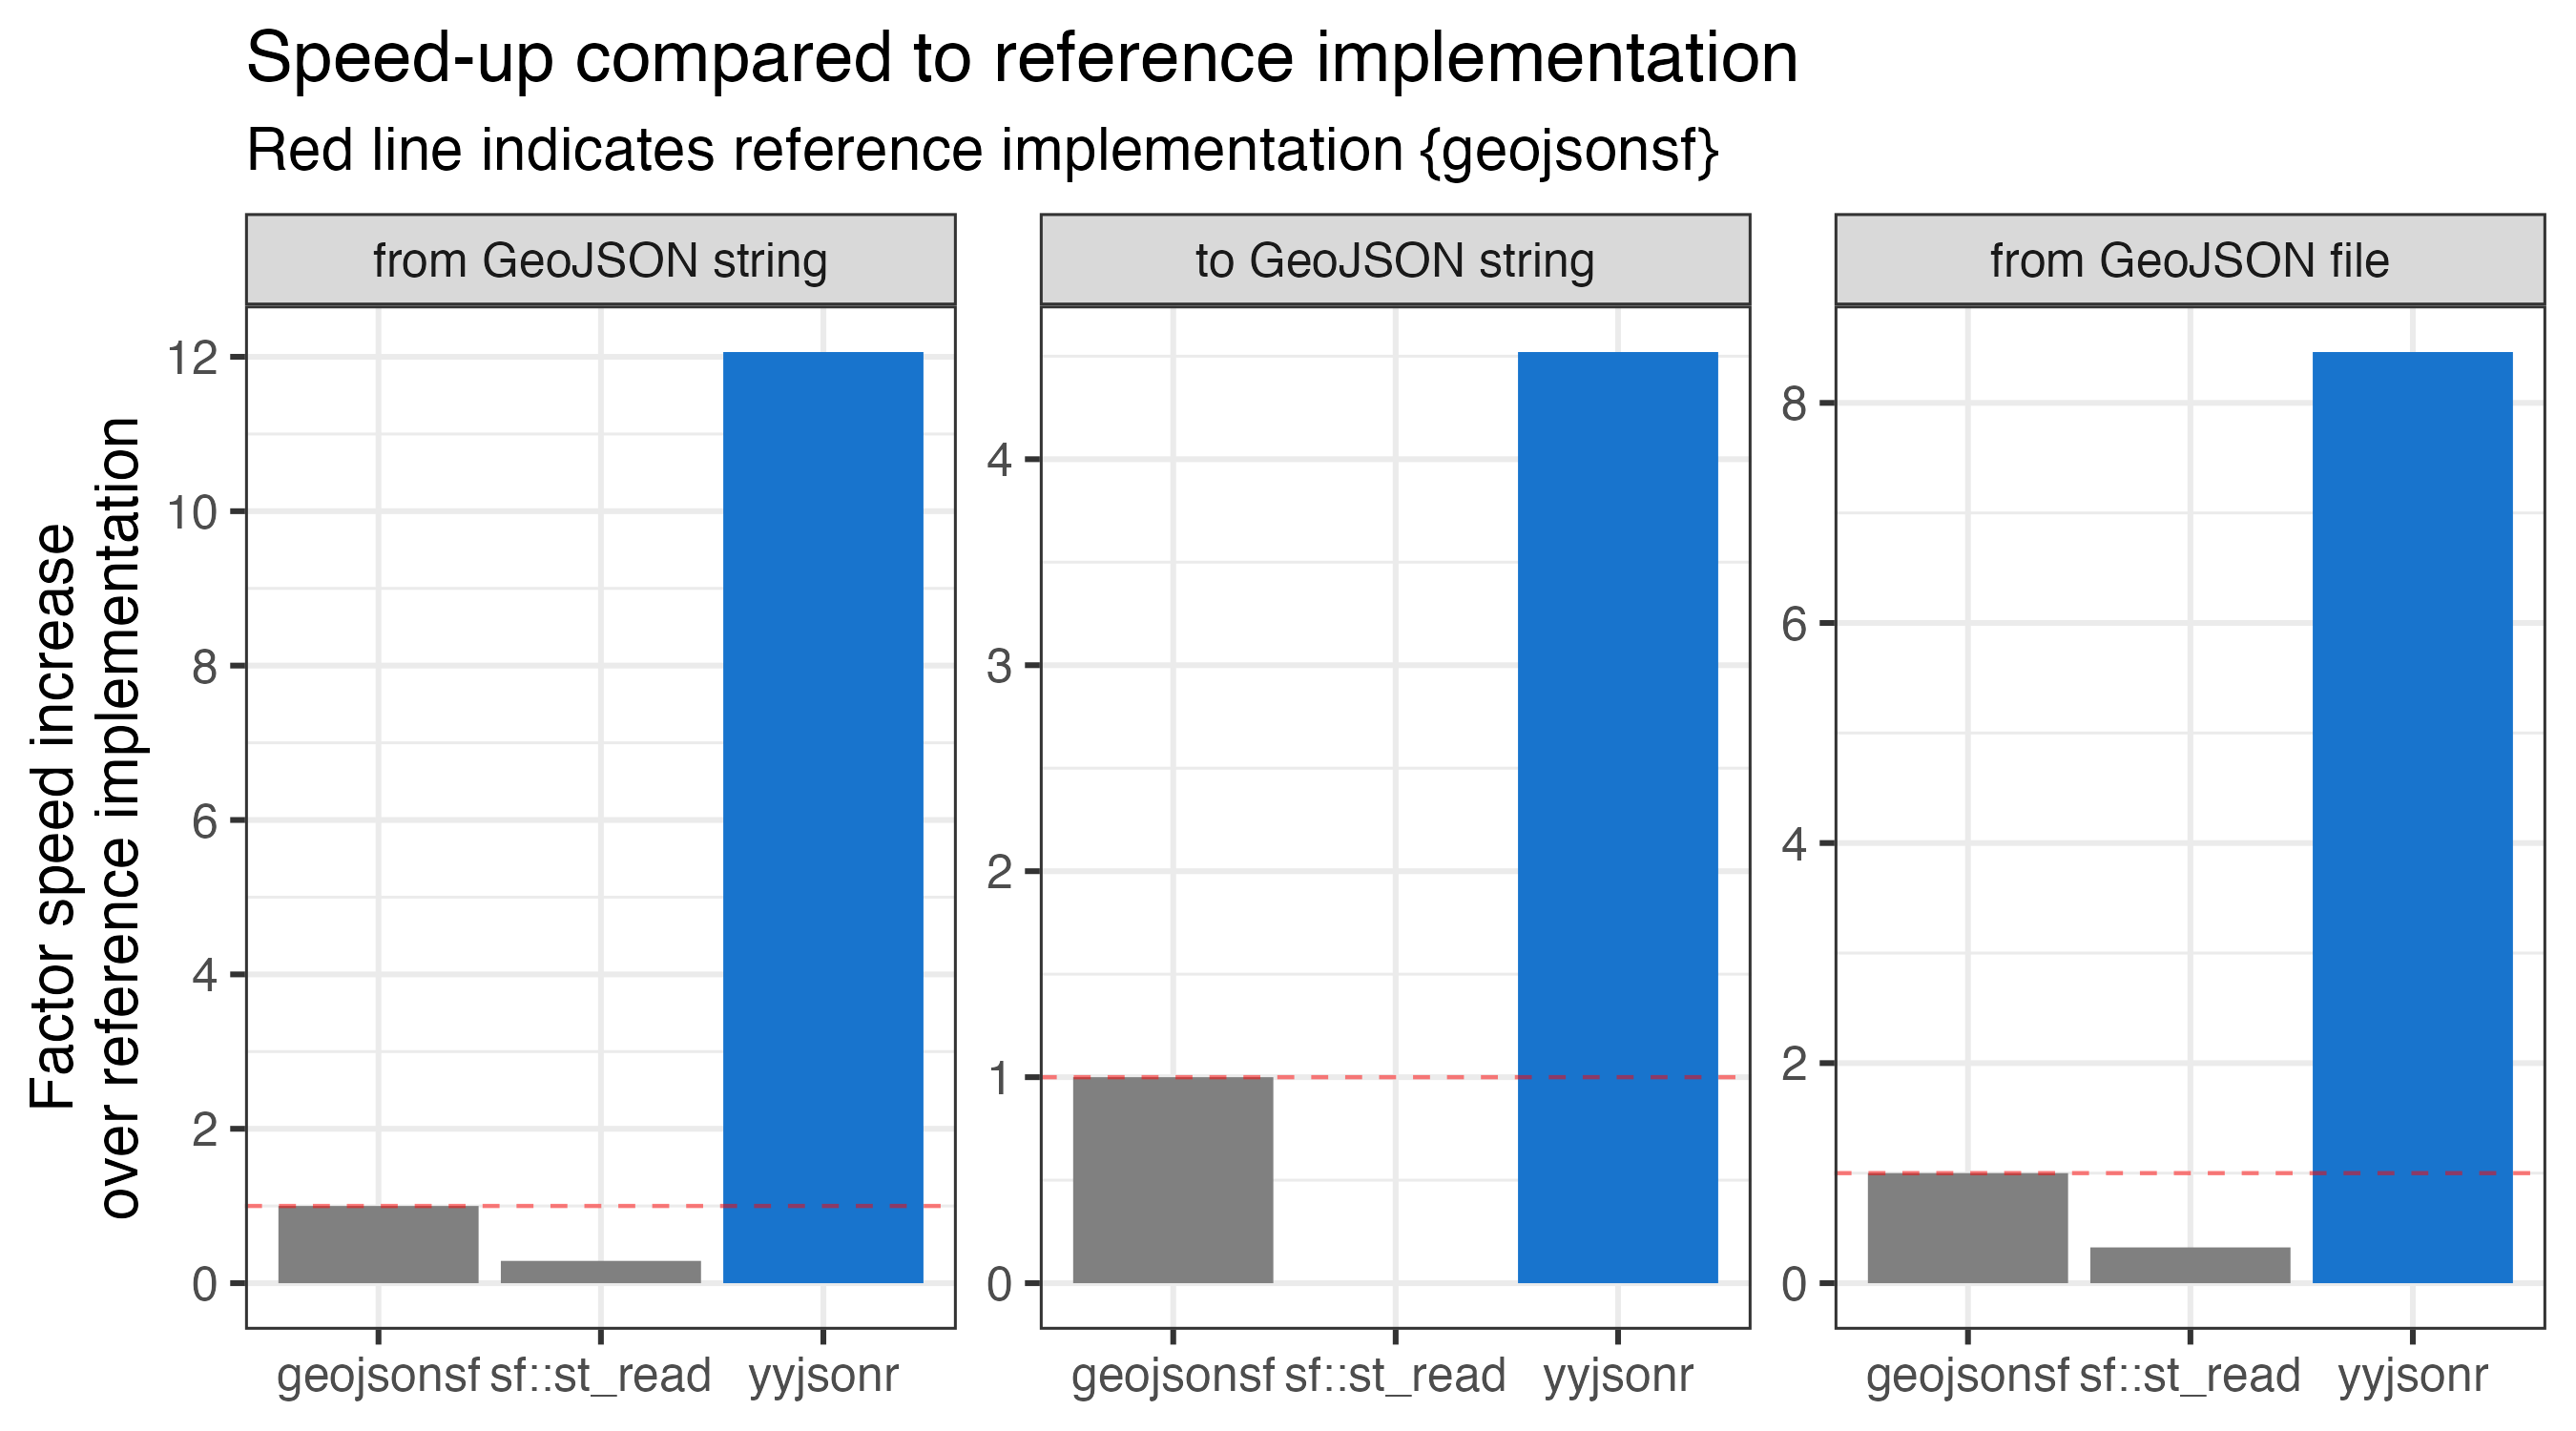 Speed-up compared to reference implementation
Red line indicates reference implementation {geojsonsf}
Factor speed increase
over reference implementation
from GeoJSON string
12
10
8
6
4
2
0
geojsonsf
sf::st_read
yyjsonr
to GeoJSON string
4
3
2
1
0
geojsonsf
sf::st_read
yyjsonr
from GeoJSON file
8
6
4
2
0
geojsonsf
sf::st_read
yyjsonr